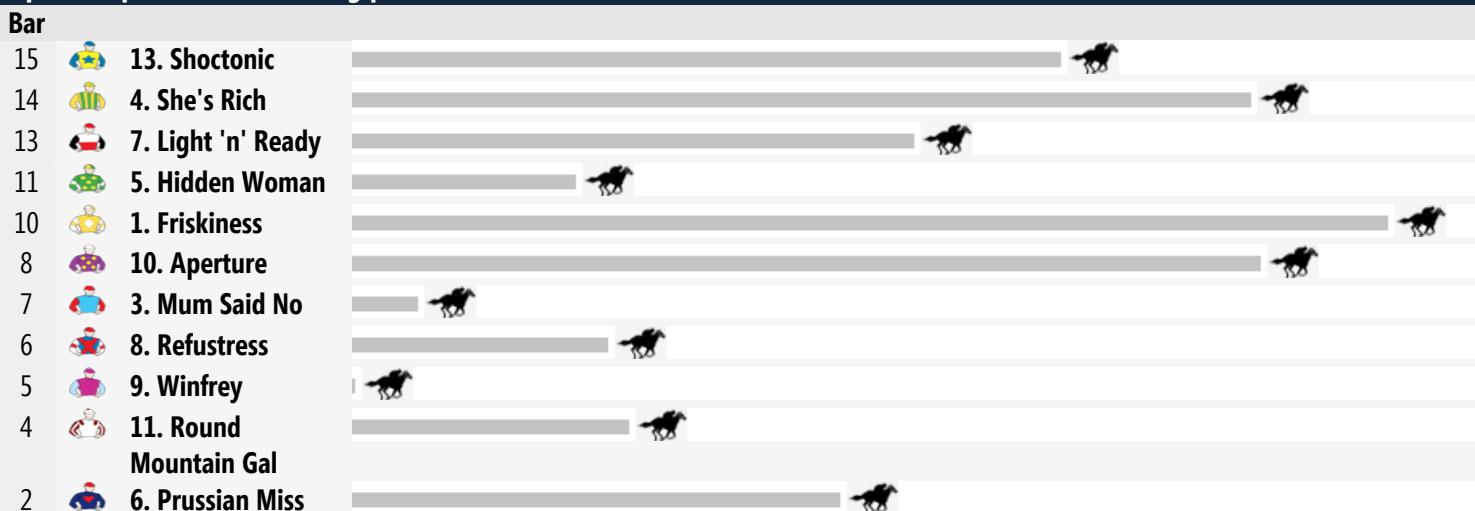 Bar
15 13. Shoctonic
14 4. She's Rich
13 7. Light 'n' Ready
11 5. Hidden Woman
10 1. Friskiness
8 10. Aperture
7 3. Mum Said No
6 8. Refustress
5 9. Winfrey
4 11. Round
Mountain Gal
2 6. Prussian Miss